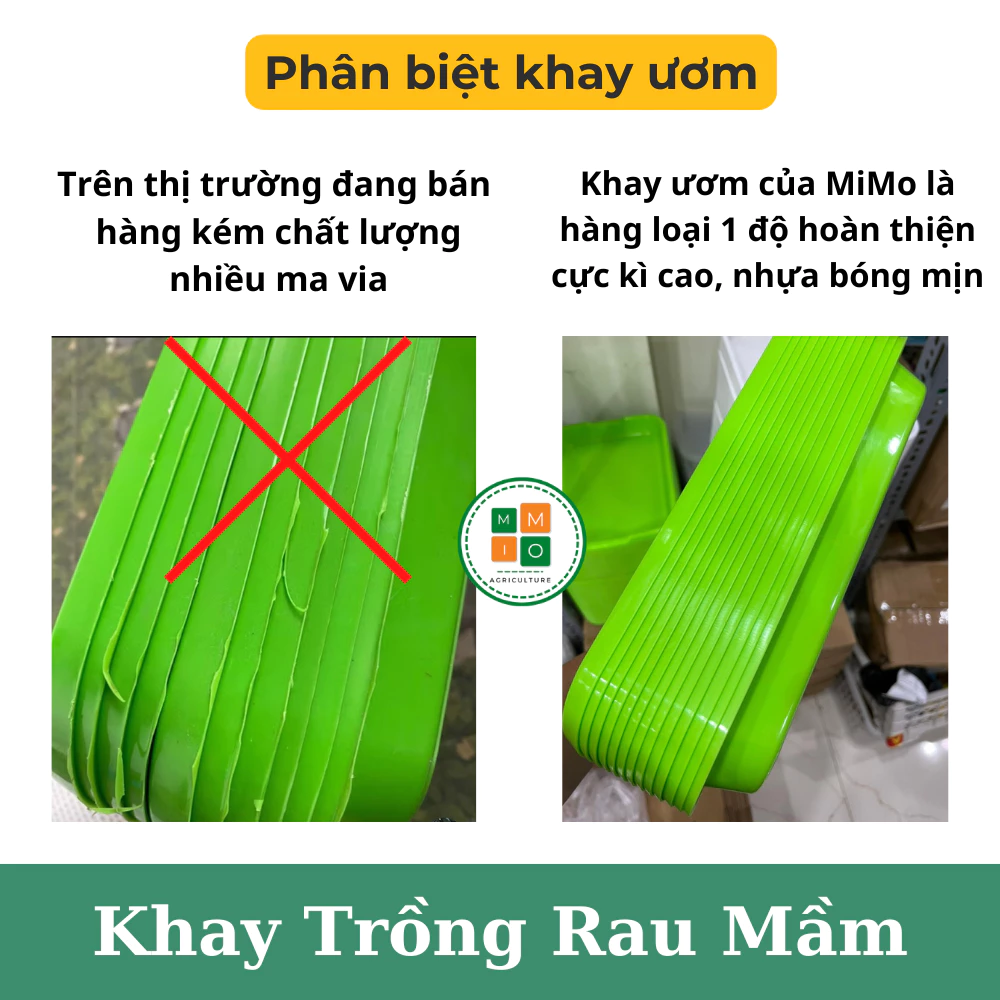 Phân biệt khay ươm
Trên thị trường đang bán
hàng kém chất lượng
nhiều ma via
Khay ươm của MiMo là
hàng loại 1 độ hoàn thiện
cực kì cao, nhựa bóng mịn
M M
I O
AGRICULTURE
Khay Trồng Rau Mầm